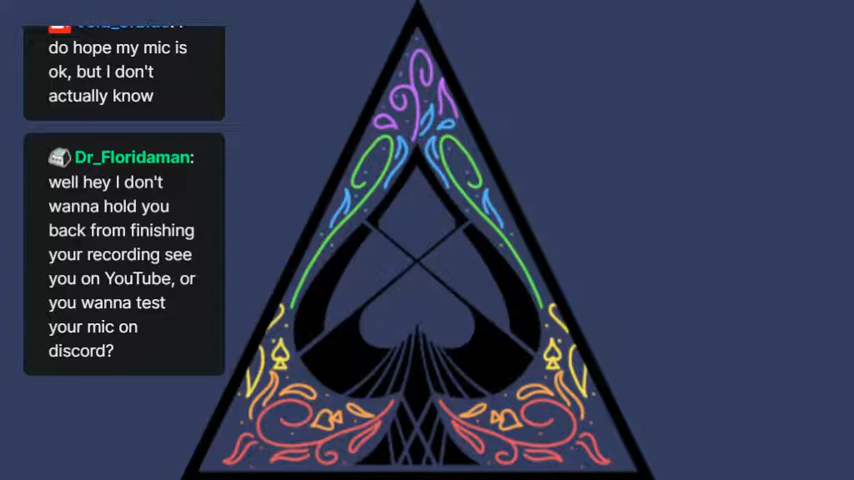 do hope my mic is
ok, but I don't
actually know
Dr_Floridaman:
well hey I don't
wanna hold you
back from finishing
your recording see
you on YouTube, or
you wanna test
your mic on
discord?